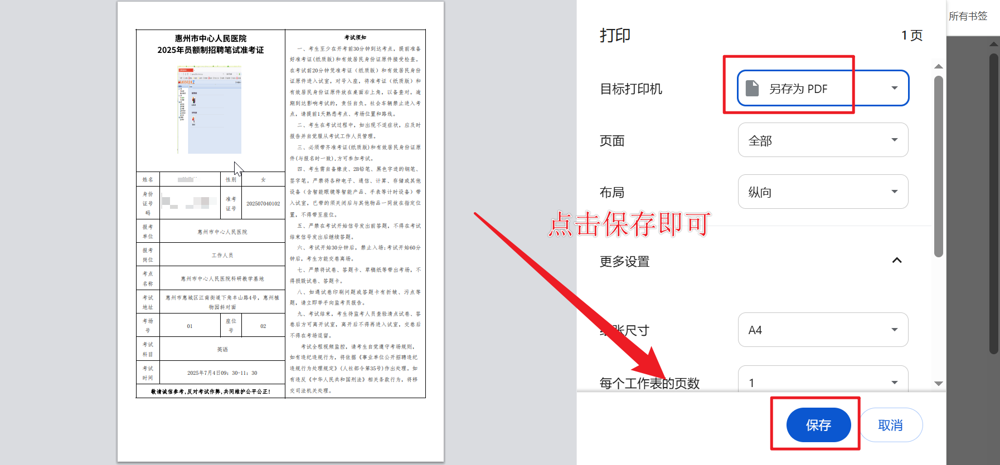 惠州市中心人民医院
2025年员额制招聘笔试准考证
姓名
性别
女
身份
证号
码
准考
证号
202507040102
报考
单位
惠州市中心人民医院
报考
岗位
工作人员
考点
名称
惠州市中心人民医院科研教学基地
考试
地址
惠州市惠城区江南街道下角丰山路4号，惠州植
物园斜对面
考场
号
01
座位
号
02
考试
科目
英语
考试
时间
2025年7月4日09：30-11：30
敬请诚信参考,反对考试作弊,共同维护公平公正!
考试须知
一、考生至少在开考前30分钟到达考点，提前准备
好准考证(纸质版)和有效居民身份证原件接受检查。
在考试前20分钟凭准考证（纸质版）和有效居民身份
证原件进入试室，对号入座，将准考证（纸质版）和
有效居民身份证原件放在桌面右上角，以备查对。逾
期到达影响考试的，责任自负。社会车辆禁止进入考
点，请提前1天熟悉考点、考场位置和路线。
二、考生在考试过程中，如出现不适症状，应及时
报告并自觉服从考试工作人员管理。
三、必须带齐准考证(纸质版)和有效居民身份证原
件(与报名时一致),方可参加考试。
四、考生需自备橡皮、2B铅笔、黑色字迹的钢笔、
签字笔。严禁将各种电子、通信、计算、存储或其他
设备（含智能眼镜等智能产品、手表等计时设备）带
入试室，已带的须关闭后与其他物品一同放在指定位
置，不得带至座位。
五、严禁在考试开始信号发出前答题，不得在考试
结束信号发出后继续答题。
六、考试开始30分钟后，禁止入场;考试开始60分
钟后，考生方能交卷离场。
七、严禁将试卷、答题卡、草稿纸等带出考场，不
得损毁试卷、答题卡。
八、如遇试卷印刷问题或答题卡有折皱、污点等问
题，请立即举手向监考员报告。
九、考试结束，考生待监考人员查验清点试卷、答
卷后方可离开试室，离开后不得再进入试室，交卷后
不得在考场逗留。
考试全程视频监控，请考生自觉遵守考场规则，
如有违纪违规行为，将依据《事业单位公开招聘违纪
违规行为处理规定》(人社部令第35号)作出处理。如
有违反《中华人民共和国刑法》相关条款行为，将移
交司法机关处理。
打印
1 页
目标打印机
另存为 PDF
页面
全部
布局
纵向
点击保存即可
更多设置
纸张尺寸
A4
每个工作表的页数
1
保存
取消
所有书签